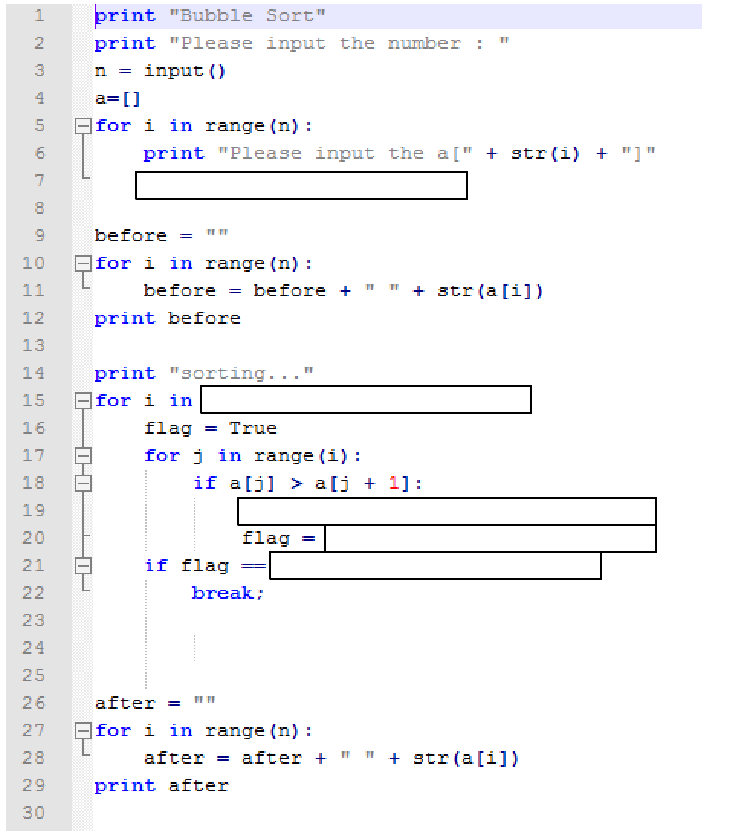 1 print "Bubble Sort"
2 print "Please input the number : "
3 n = input()
4 a=[]
5 for i in range(n):
6 print "Please input the a[" + str(i) + "]"
7
8
9 before = ""
10 for i in range(n):
11 before = before + " " + str(a[i])
12 print before
13
14 print "sorting..."
15 for i in
16 flag = True
17 for j in range(i):
18 if a[j] > a[j + 1]:
19
20 flag =
21 if flag ==
22 break;
23
24
25
26 after = ""
27 for i in range(n):
28 after = after + " " + str(a[i])
29 print after
30